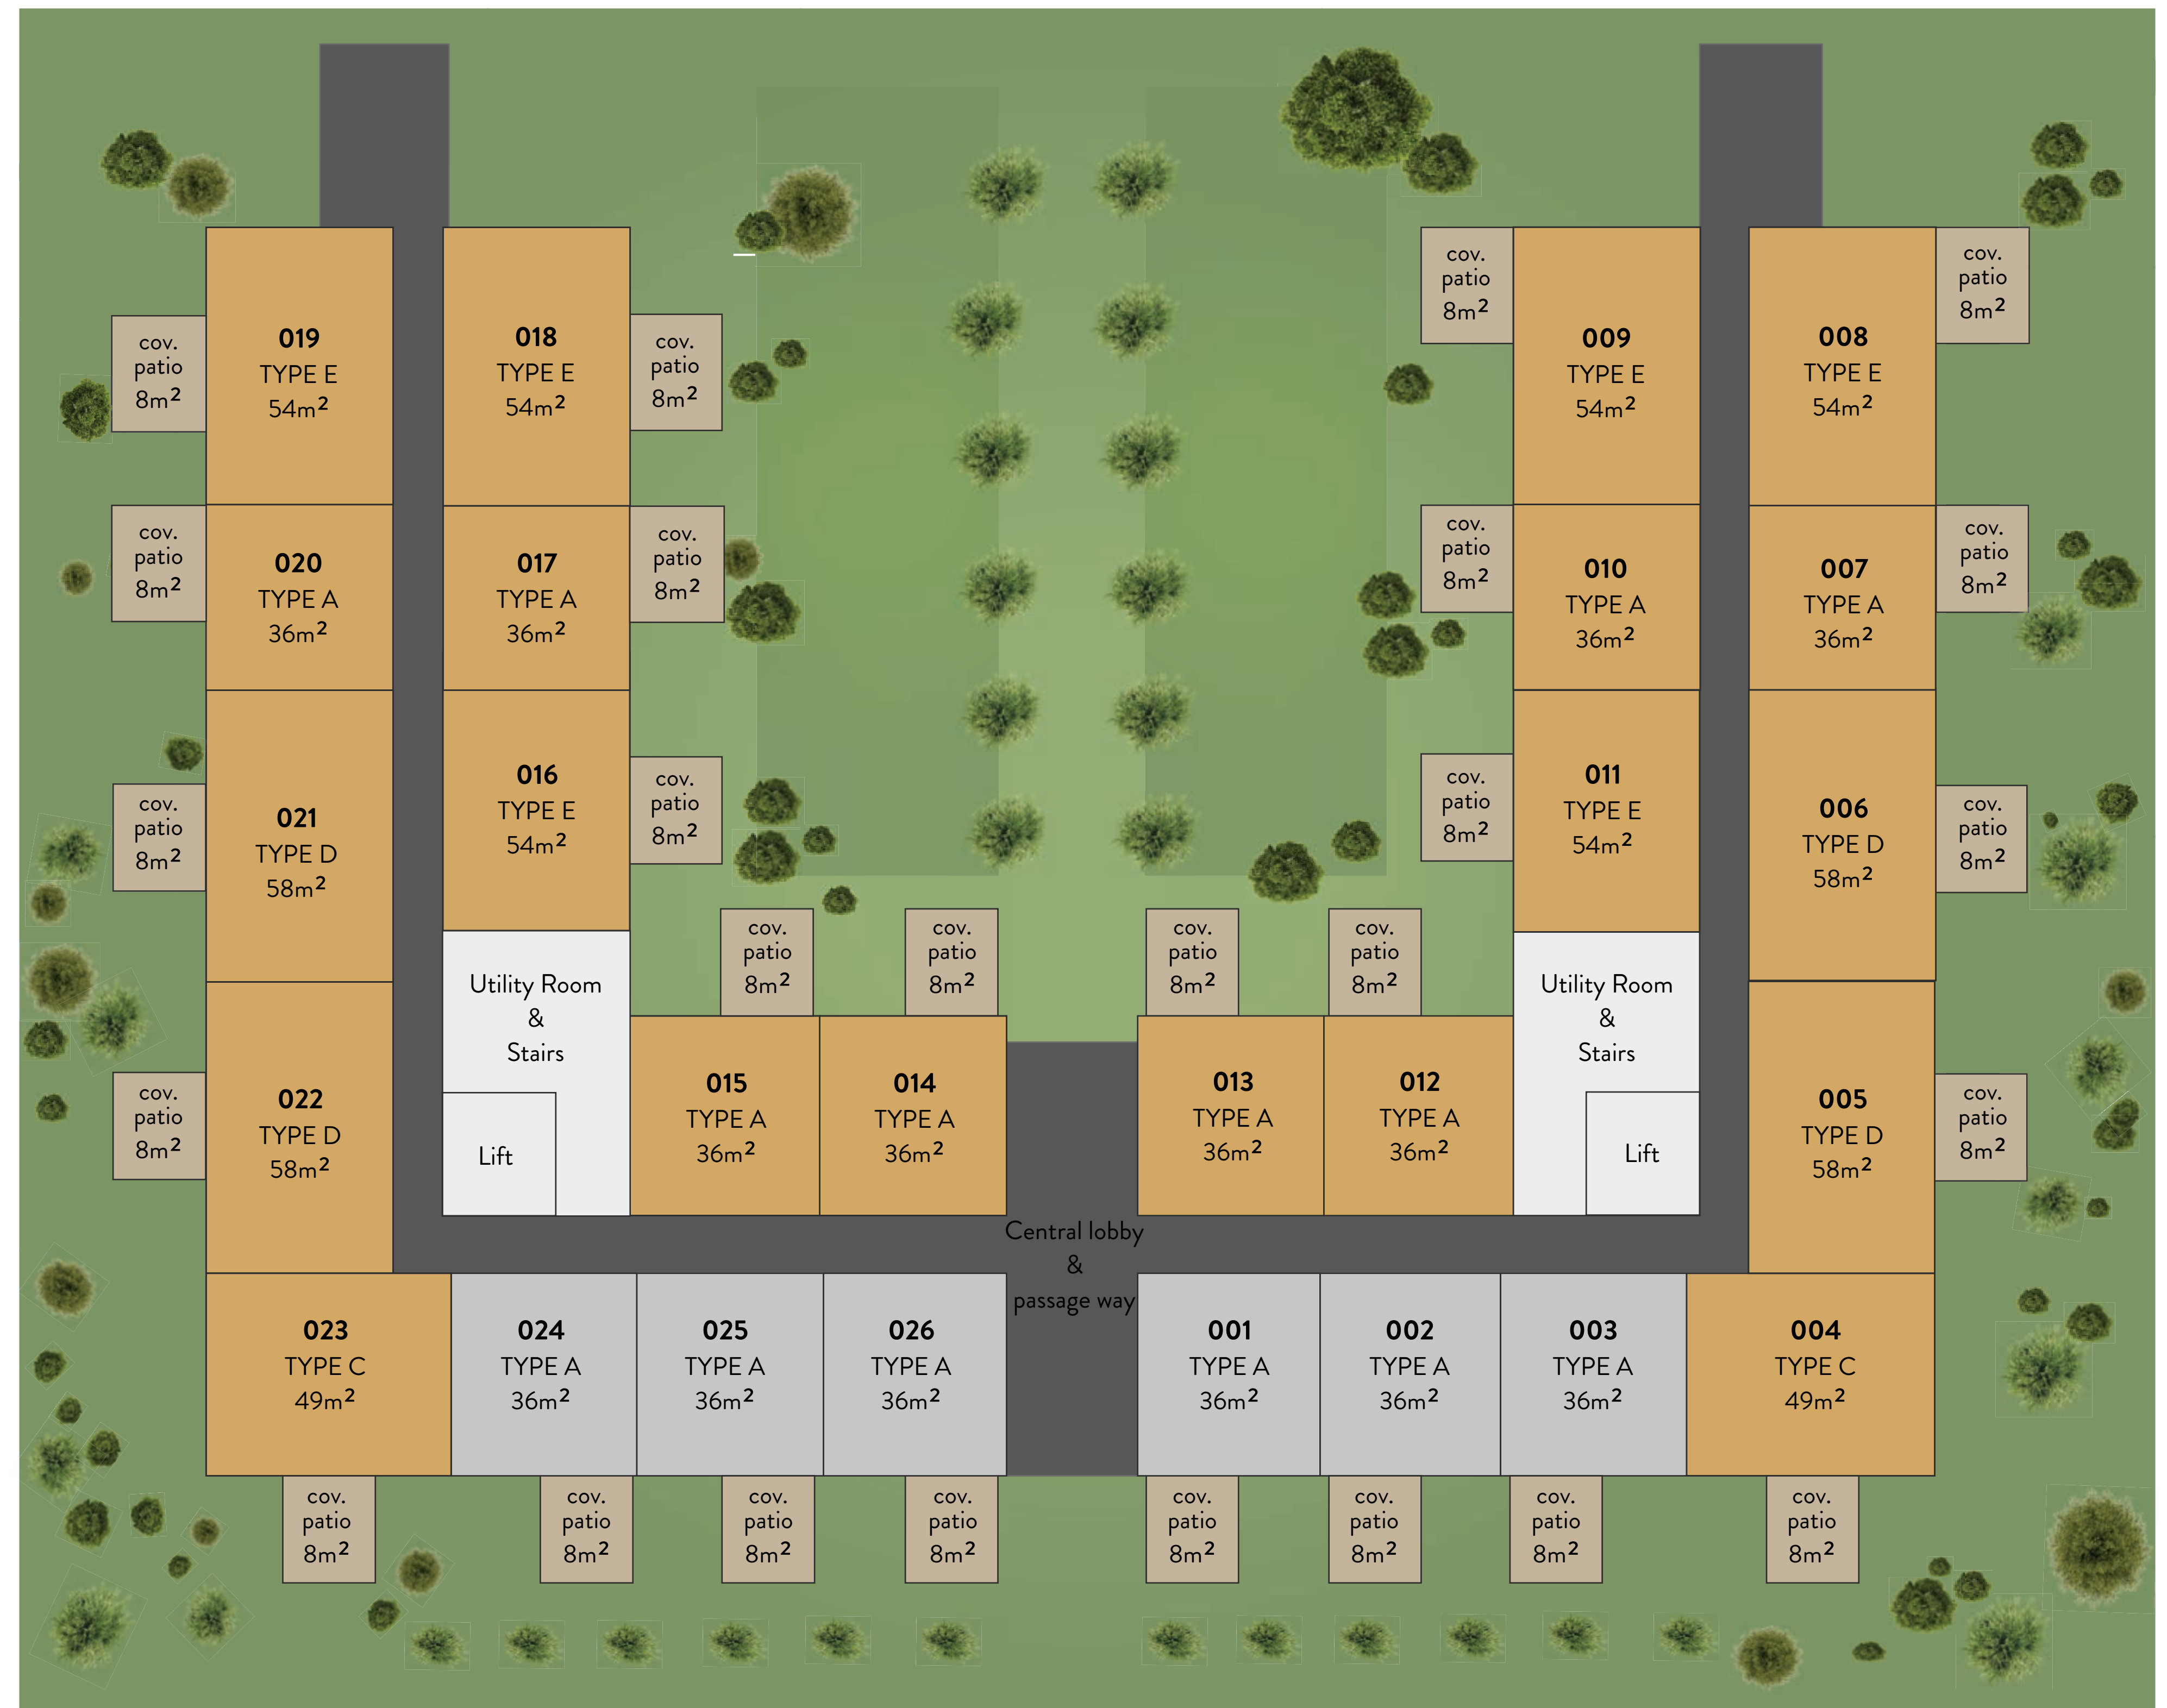 cov.
patio
8m²
019
TYPE E
54m²
018
TYPE E
54m²
cov.
patio
8m²
cov.
patio
8m²
009
TYPE E
54m²
008
TYPE E
54m²
cov.
patio
8m²
cov.
patio
8m²
020
TYPE A
36m²
017
TYPE A
36m²
cov.
patio
8m²
cov.
patio
8m²
010
TYPE A
36m²
007
TYPE A
36m²
cov.
patio
8m²
cov.
patio
8m²
021
TYPE D
58m²
016
TYPE E
54m²
cov.
patio
8m²
cov.
patio
8m²
011
TYPE E
54m²
006
TYPE D
58m²
cov.
patio
8m²
cov.
patio
8m²
cov.
patio
8m²
cov.
patio
8m²
cov.
patio
8m²
cov.
patio
8m²
022
TYPE D
58m²
Utility Room
&
Stairs
Lift
015
TYPE A
36m²
014
TYPE A
36m²
013
TYPE A
36m²
012
TYPE A
36m²
Utility Room
&
Stairs
Lift
005
TYPE D
58m²
cov.
patio
8m²
Central lobby
&
passage way
023
TYPE C
49m²
024
TYPE A
36m²
025
TYPE A
36m²
026
TYPE A
36m²
001
TYPE A
36m²
002
TYPE A
36m²
003
TYPE A
36m²
004
TYPE C
49m²
cov.
patio
8m²
cov.
patio
8m²
cov.
patio
8m²
cov.
patio
8m²
cov.
patio
8m²
cov.
patio
8m²
cov.
patio
8m²
cov.
patio
8m²